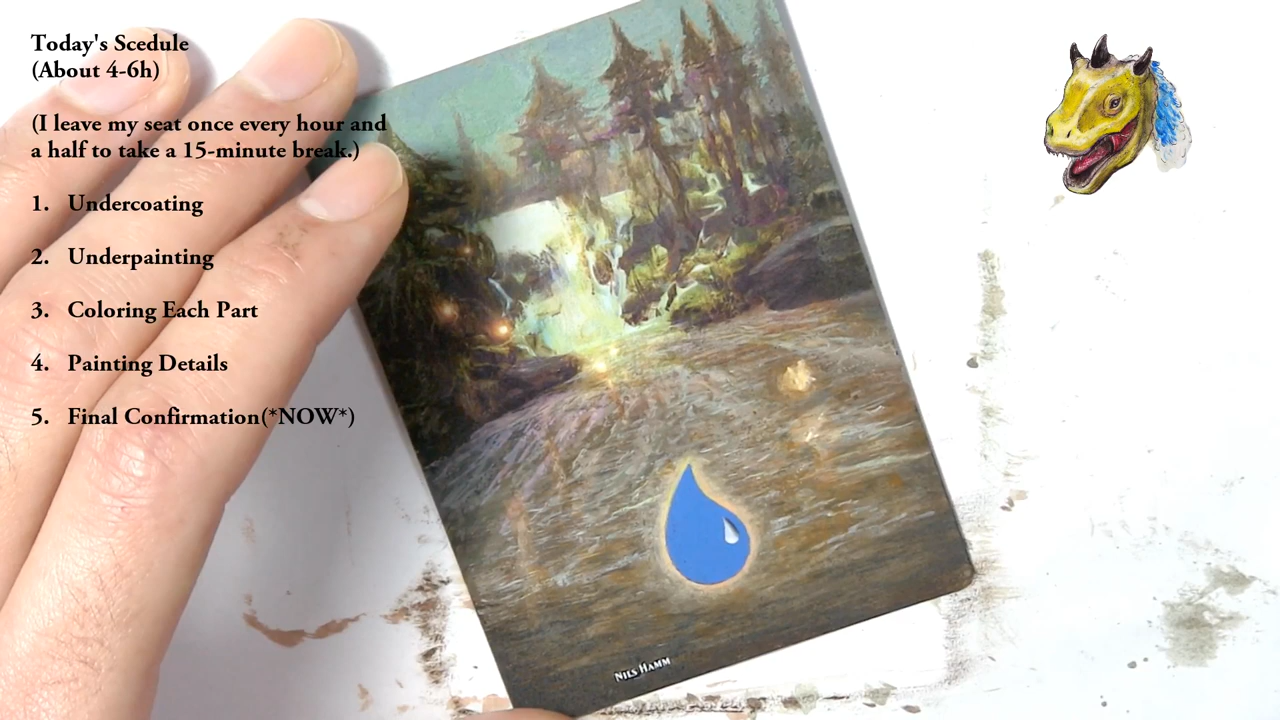 Today's Scedule
(About 4-6h)
(I leave my seat once every hour and
a half to take a 15-minute break.)
1. Undercoating
2. Underpainting
3. Coloring Each Part
4. Painting Details
5. Final Confirmation(*NOW*)
Nils Hamm